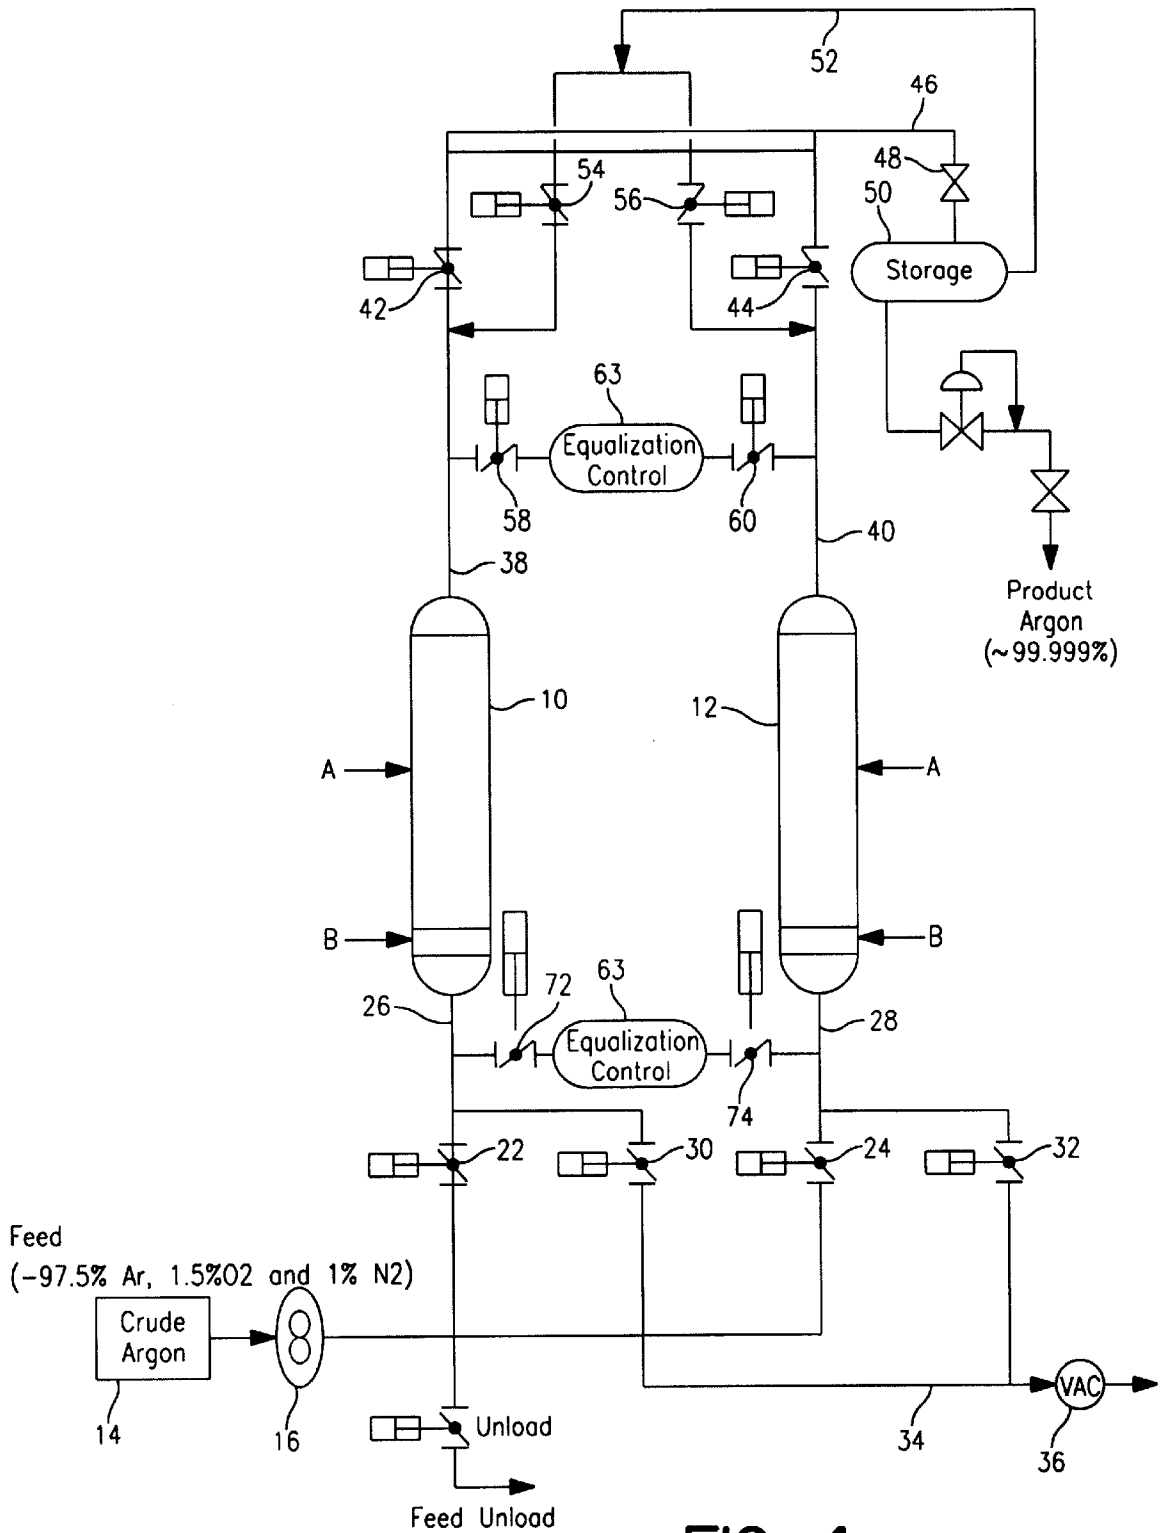 52
46
48
54
56
50
Storage
42
44
63
Equalization
Control
58
60
40
38
Product
Argon
(~99.999%)
10
12
A
A
B
B
26
72
63
28
Equalization
Control
74
22
30
24
32
Feed
(-97.5% Ar, 1.5%O2 and 1% N2)
Crude
Argon
VAC
14
16
Unload
34
36
Feed Unload